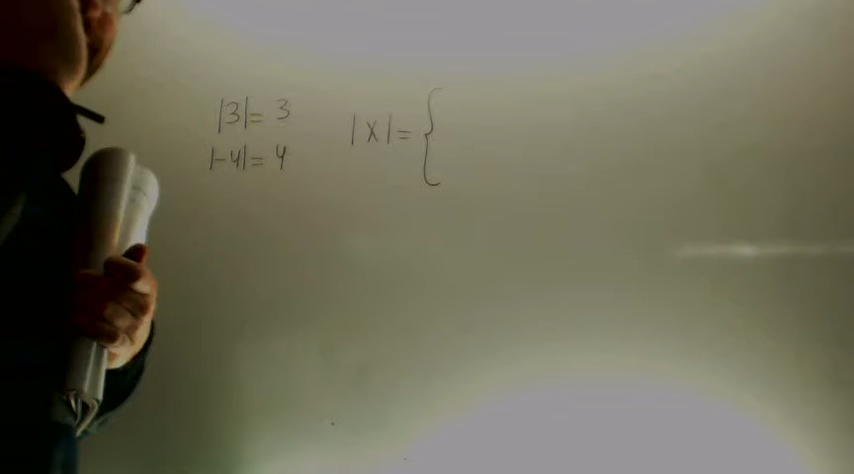 |3| = 3
|-4| = 4
|x| = {